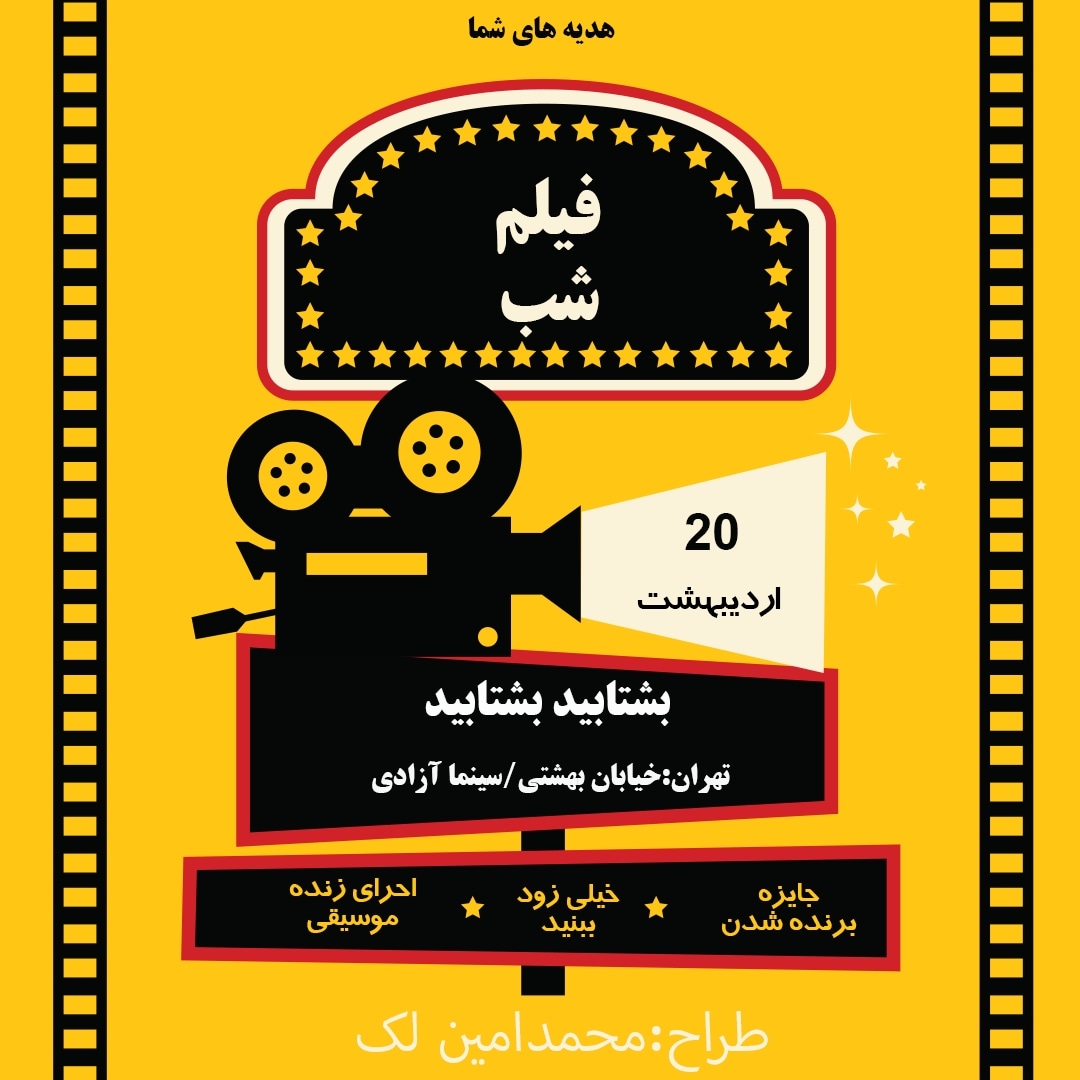 هدیه های شما
فیلم
شب
20
اردیبهشت
بشتابید بشتابید
تهران:خیابان بهشتی/سینما آزادی
جایزه
برنده شدن
خیلی زود
ببنید
احرای زنده
موسیقی
طراح:محمدامین لک